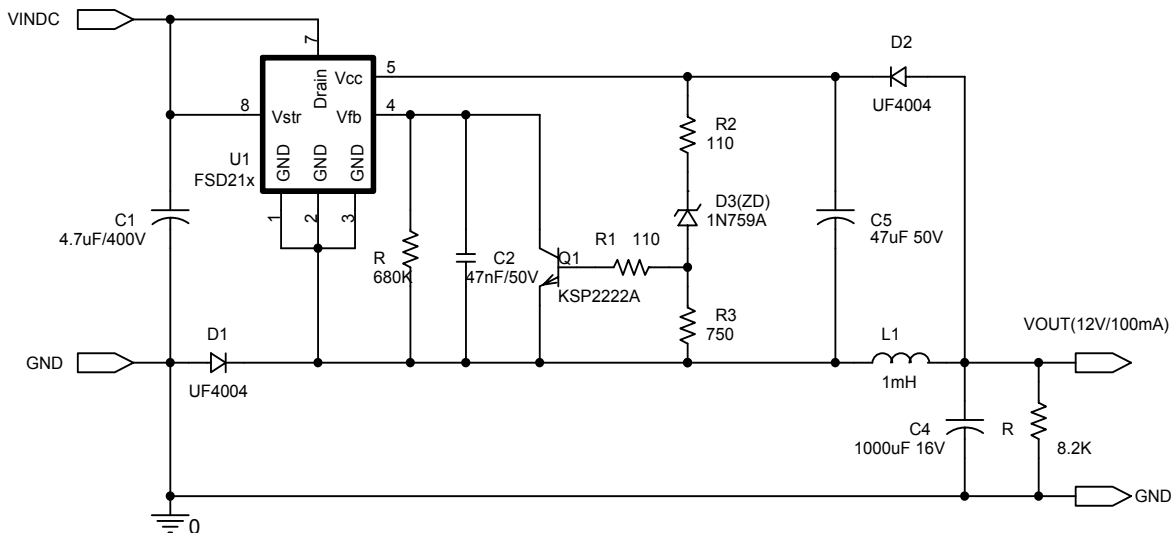 VINDC
7
D2
5
Vcc
Drain
UF4004
8
Vstr
Vfb
4
R2
110
U1
FSD21x
GND
GND
GND
D3(ZD)
1N759A
C1
4.7uF/400V
1
2
3
R1 110
C5
47uF 50V
R
680K
C2
47nF/50V
Q1
KSP2222A
R3
750
VOUT(12V/100mA)
D1
L1
GND
UF4004
1mH
C4
1000uF 16V
R
8.2K
GND
0